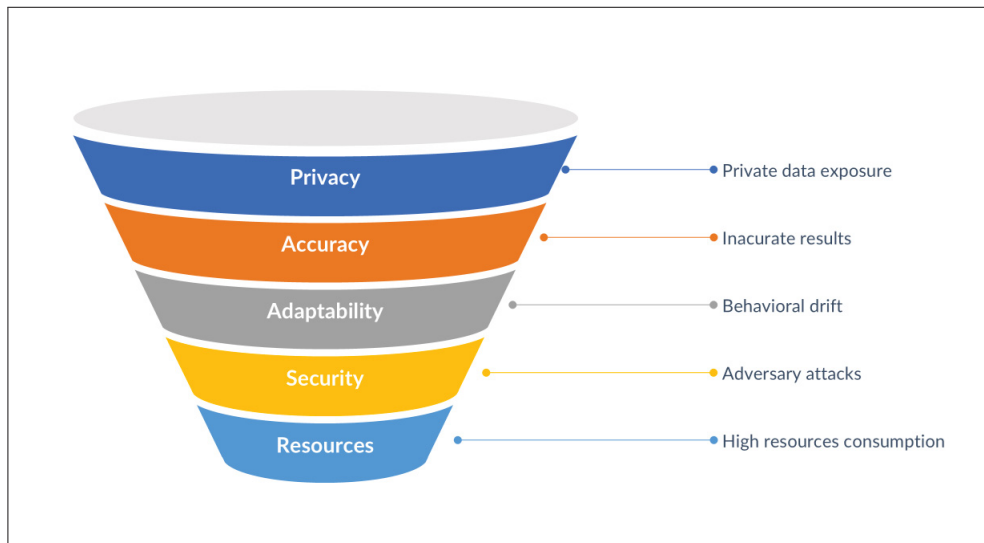 Privacy Private data exposure
Accuracy Inacurate results
Adaptability Behavioral drift
Security Adversary attacks
Resources High resources consumption